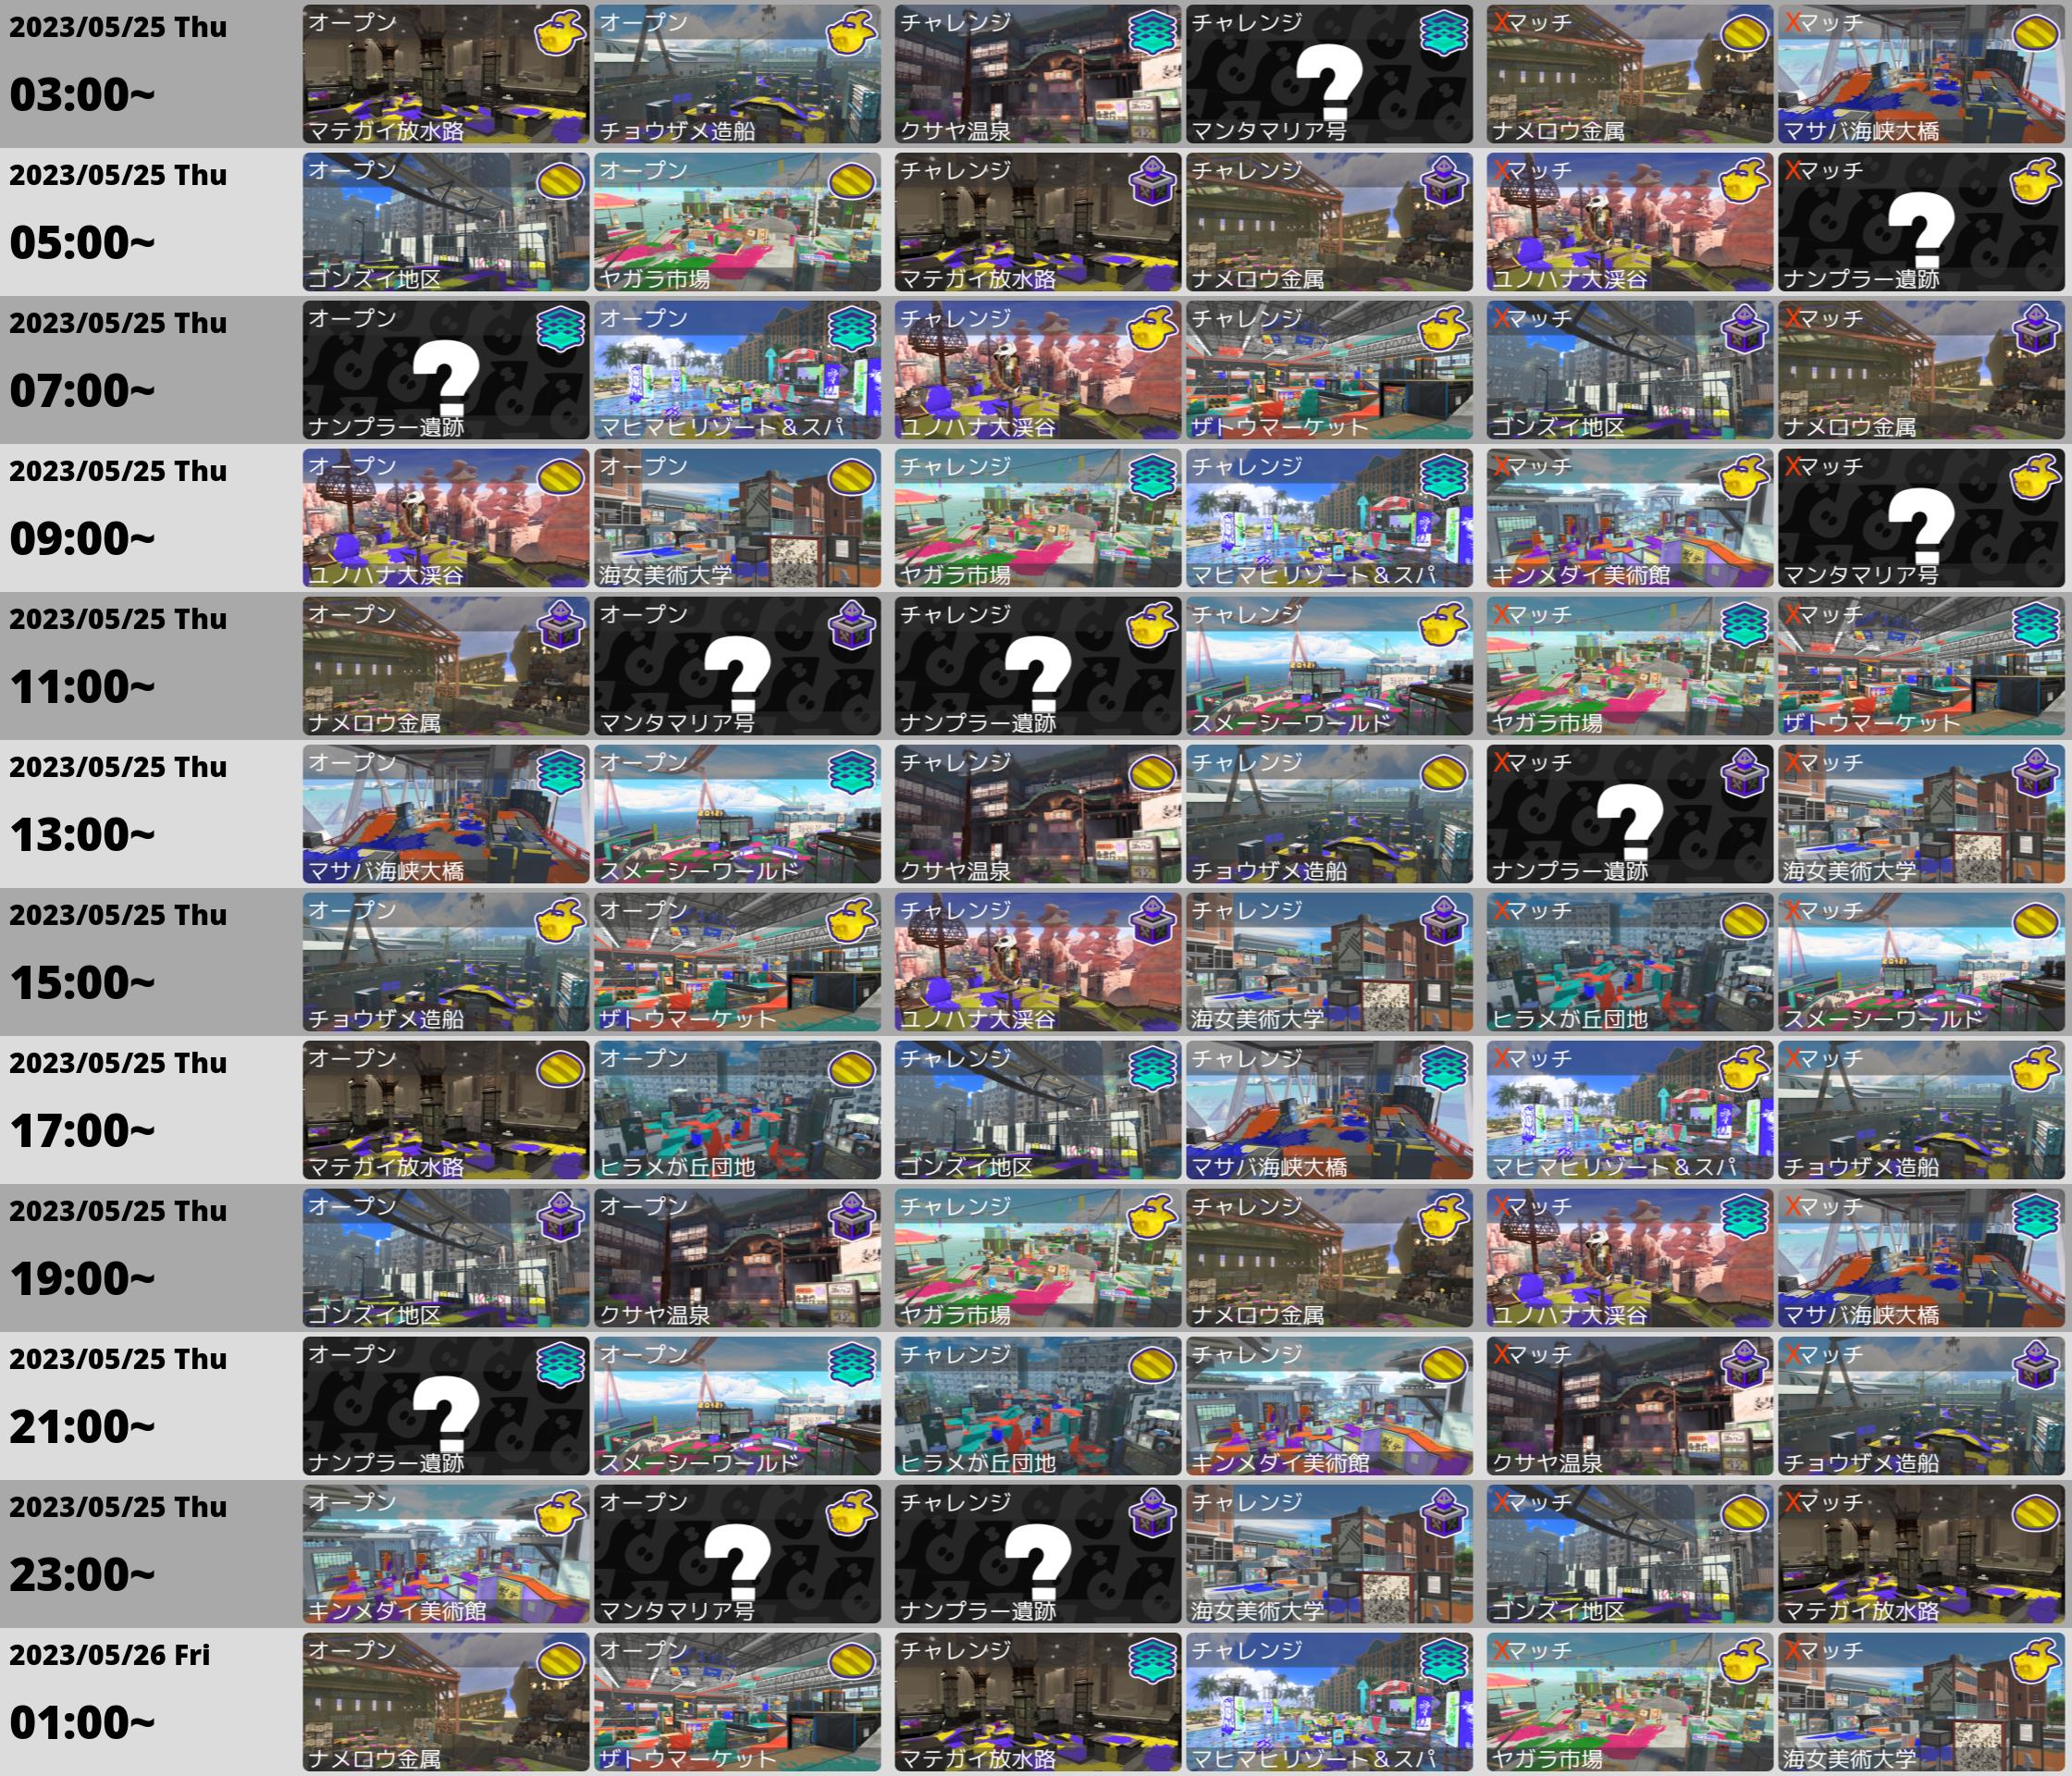 2023/05/25 Thu
03:00~
オープン
マテガイ放水路
オープン
チョウザメ造船
チャレンジ
クサヤ温泉
チャレンジ
?
マンタマリア号
Xマッチ
ナメロウ金属
Xマッチ
マサバ海峡大橋
2023/05/25 Thu
05:00~
オープン
ゴンズイ地区
オープン
ヤガラ市場
チャレンジ
マテガイ放水路
チャレンジ
ナメロウ金属
Xマッチ
ユノハナ大渓谷
Xマッチ
?
ナンプラー遺跡
2023/05/25 Thu
07:00~
オープン
?
ナンプラー遺跡
オープン
マヒマヒリゾート&スパ
チャレンジ
ユノハナ大渓谷
チャレンジ
ザトウマーケット
Xマッチ
ゴンズイ地区
Xマッチ
ナメロウ金属
2023/05/25 Thu
09:00~
オープン
ユノハナ大渓谷
オープン
海女美術大学
チャレンジ
ヤガラ市場
チャレンジ
マヒマヒリゾート&スパ
Xマッチ
キンメダイ美術館
Xマッチ
?
マンタマリア号
2023/05/25 Thu
11:00~
オープン
ナメロウ金属
オープン
?
マンタマリア号
チャレンジ
?
ナンプラー遺跡
チャレンジ
スメーシーワールド
Xマッチ
ヤガラ市場
Xマッチ
ザトウマーケット
2023/05/25 Thu
13:00~
オープン
マサバ海峡大橋
オープン
スメーシーワールド
チャレンジ
クサヤ温泉
チャレンジ
チョウザメ造船
Xマッチ
?
ナンプラー遺跡
Xマッチ
海女美術大学
2023/05/25 Thu
15:00~
オープン
チョウザメ造船
オープン
ザトウマーケット
チャレンジ
ユノハナ大渓谷
チャレンジ
海女美術大学
Xマッチ
ヒラメが丘団地
Xマッチ
スメーシーワールド
2023/05/25 Thu
17:00~
オープン
マテガイ放水路
オープン
ヒラメが丘団地
チャレンジ
ゴンズイ地区
チャレンジ
マサバ海峡大橋
Xマッチ
マヒマヒリゾート&スパ
Xマッチ
チョウザメ造船
2023/05/25 Thu
19:00~
オープン
ゴンズイ地区
オープン
クサヤ温泉
チャレンジ
ヤガラ市場
チャレンジ
ナメロウ金属
Xマッチ
ユノハナ大渓谷
Xマッチ
マサバ海峡大橋
2023/05/25 Thu
21:00~
オープン
?
ナンプラー遺跡
オープン
スメーシーワールド
チャレンジ
ヒラメが丘団地
チャレンジ
キンメダイ美術館
Xマッチ
クサヤ温泉
Xマッチ
チョウザメ造船
2023/05/25 Thu
23:00~
オープン
キンメダイ美術館
オープン
?
マンタマリア号
チャレンジ
?
ナンプラー遺跡
チャレンジ
海女美術大学
Xマッチ
ゴンズイ地区
Xマッチ
マテガイ放水路
2023/05/26 Fri
01:00~
オープン
ナメロウ金属
オープン
ザトウマーケット
チャレンジ
マテガイ放水路
チャレンジ
マヒマヒリゾート&スパ
Xマッチ
ヤガラ市場
Xマッチ
海女美術大学